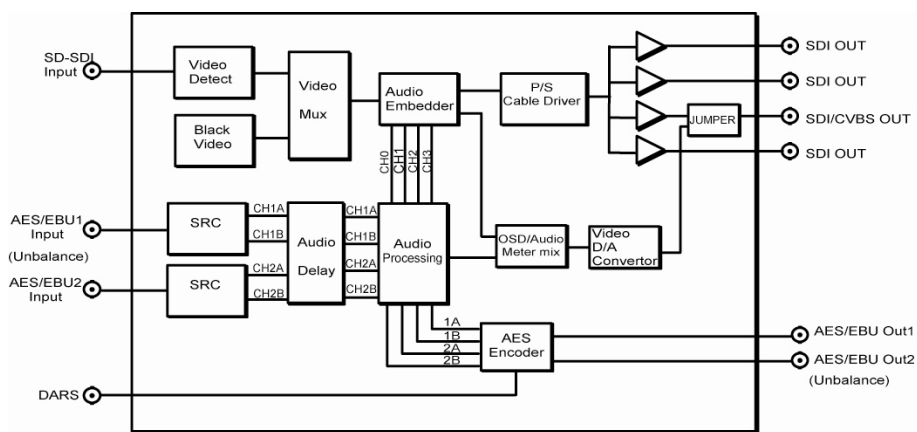 SD-SDI
Input
Video
Detect
Black
Video
Video
Mux
Audio
Embedder
P/S
Cable Driver
JUMPER
SDI OUT
SDI OUT
SDI/CVBS OUT
SDI OUT
CH0
CH1
CH2
CH3
AES/EBU1
Input
(Unbalance)
AES/EBU2
Input
SRC
SRC
CH1A
CH1B
CH2A
CH2B
Audio
Delay
CH1A
CH1B
CH2A
CH2B
Audio
Processing
OSD/Audio
Meter mix
Video
D/A
Convertor
1A
1B
2A
2B
AES
Encoder
AES/EBU Out1
AES/EBU Out2
(Unbalance)
DARS